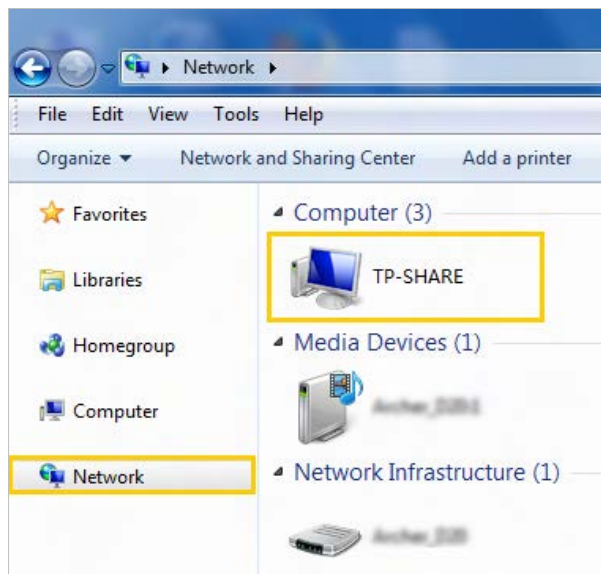 Network
File Edit View Tools Help
Organize Network and Sharing Center Add a printer
Favorites
Libraries
Homegroup
Computer
Network
Computer (3)
TP-SHARE
Media Devices (1)
Network Infrastructure (1)